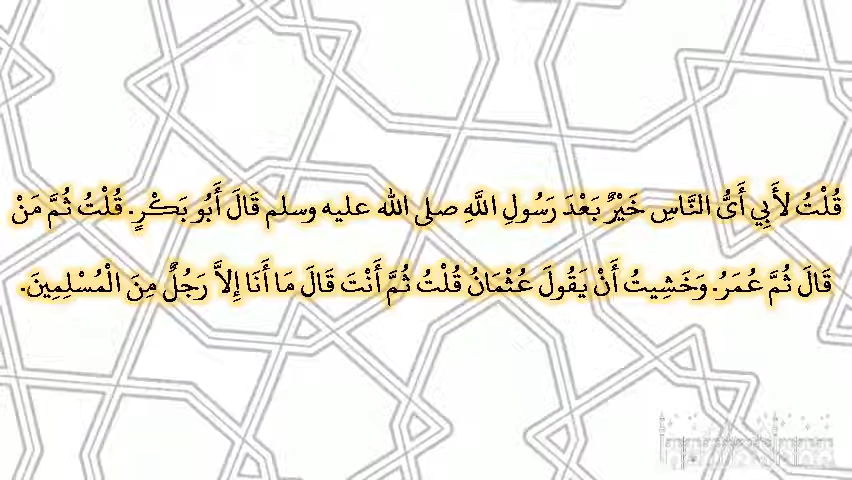 قُلْتُ لأَبِي أَىُّ النَّاسِ خَيْرٌ بَعْدَ رَسُولِ اللَّهِ صلى الله عليه وسلم قَالَ أَبُو بَكْرٍ. قُلْتُ ثُمَّ مَنْ
قَالَ ثُمَّ عُمَرُ. وَخَشِيتُ أَنْ يَقُولَ عُثْمَانُ قُلْتُ ثُمَّ أَنْتَ قَالَ مَا أَنَا إِلاَّ رَجُلٌ مِنَ الْمُسْلِمِينَ.